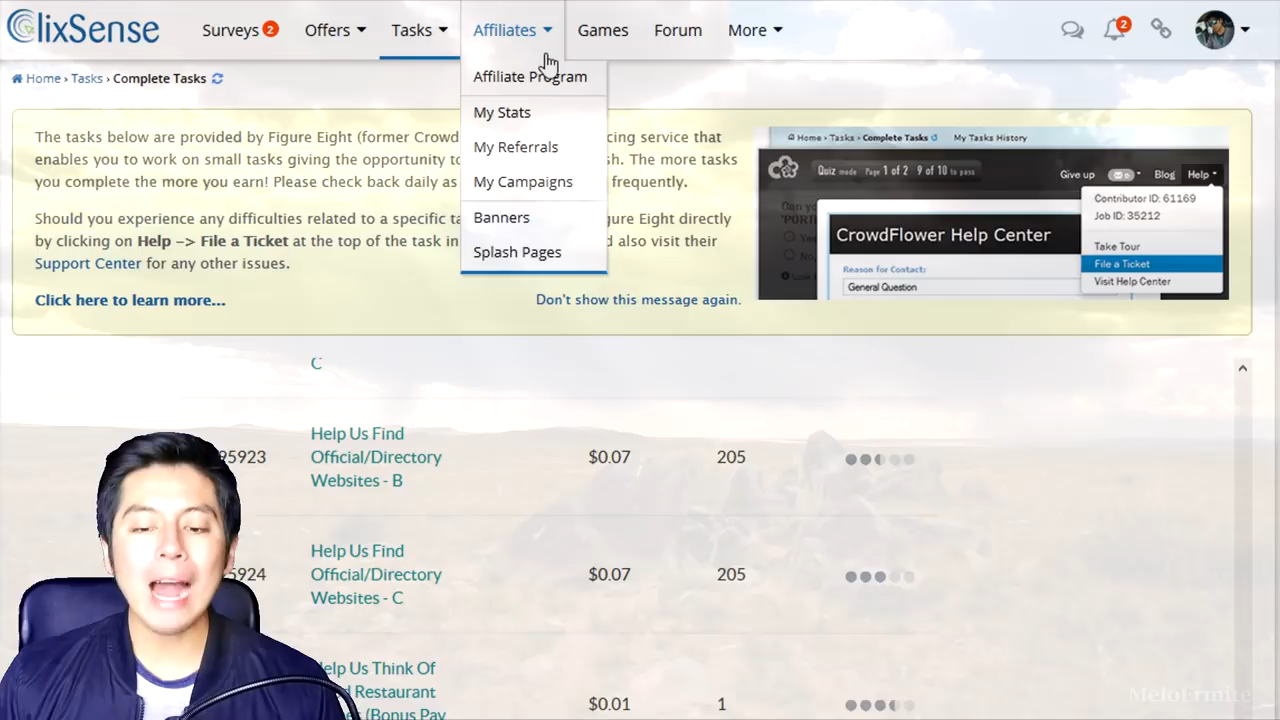 ClixSense
Surveys 2 Offers Tasks Affiliates Games Forum More 2
Home › Tasks › Complete Tasks
Affiliate Program
My Stats
My Referrals
My Campaigns
Banners
Splash Pages
The tasks below are provided by Figure Eight (former Crowd cing service that
enables you to work on small tasks giving the opportunity to sh. The more tasks
you complete the more you earn! Please check back daily as frequently.
Should you experience any difficulties related to a specific ta gure Eight directly
by clicking on Help –> File a Ticket at the top of the task in d also visit their
Support Center for any other issues.
Click here to learn more...
Don't show this message again.
Home › Tasks › Complete Tasks My Tasks History
Quiz mode Page 1 of 2 9 of 10 to pass
Give up Blog Help
Contributor ID: 61169
Job ID: 35212
Take Tour
File a Ticket
Visit Help Center
CrowdFlower Help Center
Reason for Contact:
General Question
C
95923 Help Us Find
Official/Directory
Websites - B
$0.07 205
5924 Help Us Find
Official/Directory
Websites - C
$0.07 205
elp Us Think Of
d Restaurant
(Bonus Pay
$0.01 1
MeloErmite